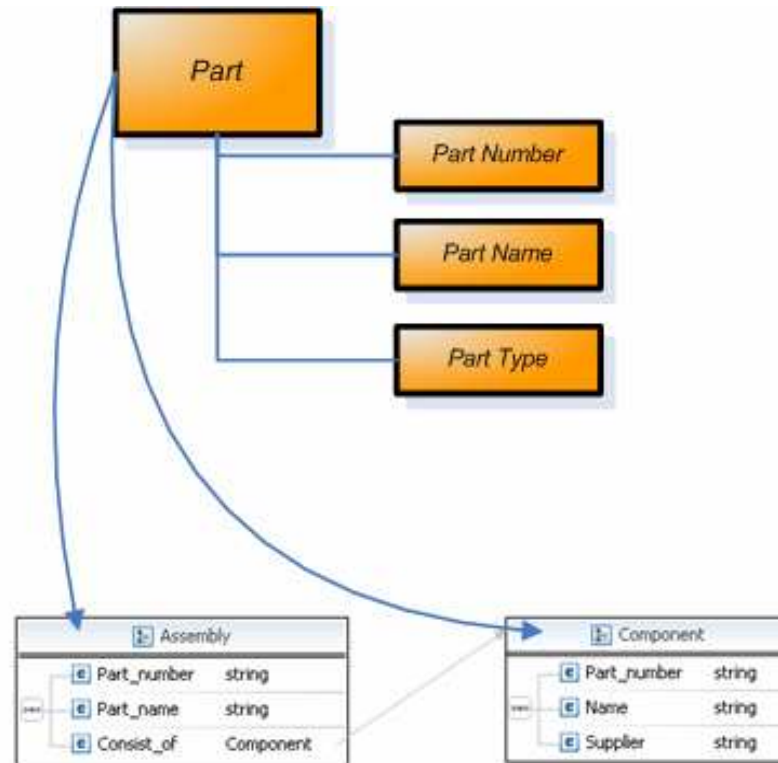 Part
Part Number
Part Name
Part Type
Assembly
Part_number string
Part_name string
Consist_of Component
Component
Part_number string
Name string
Supplier string